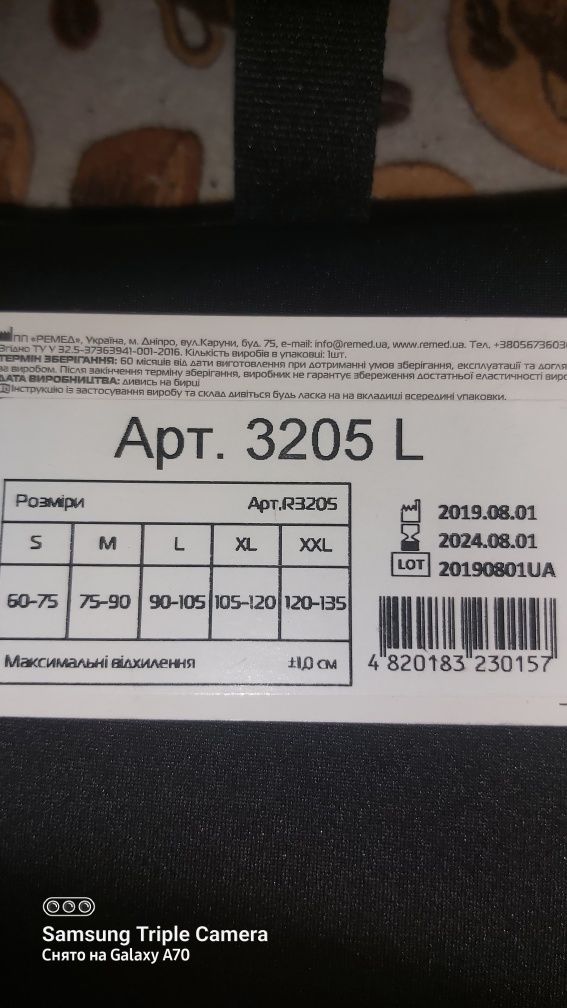 ПП «РЕМЕД», Україна, м. Дніпро, вул.Каруни, буд. 75, e-mail: info@remed.ua, www.remed.ua. Тел. +3805673603
Згідно ТУ У 32.5-37363941-001-2016. Кількість виробів в упаковці: 1шт.
ТЕРМІН ЗБЕРІГАННЯ: 60 місяців від дати виготовлення при дотриманні умов зберігання, експлуатації та догля
за виробом. Після закінчення терміну зберігання, виробник не гарантує збереження достатньої еластичності виро
ДАТА ВИРОБНИЦТВА: дивись на бирці
Інструкцію із застосування виробу та склад дивіться будь ласка на на вкладиші всередині упаковки.
Арт. 3205 L
Розміри Арт.R3205
S M L XL XXL
60-75 75-90 90-105 105-120 120-135
Максимальні відхилення ±1,0 см
2019.08.01
2024.08.01
LOT 20190801UA
4 820183 230157
Samsung Triple Camera
Снято на Galaxy A70